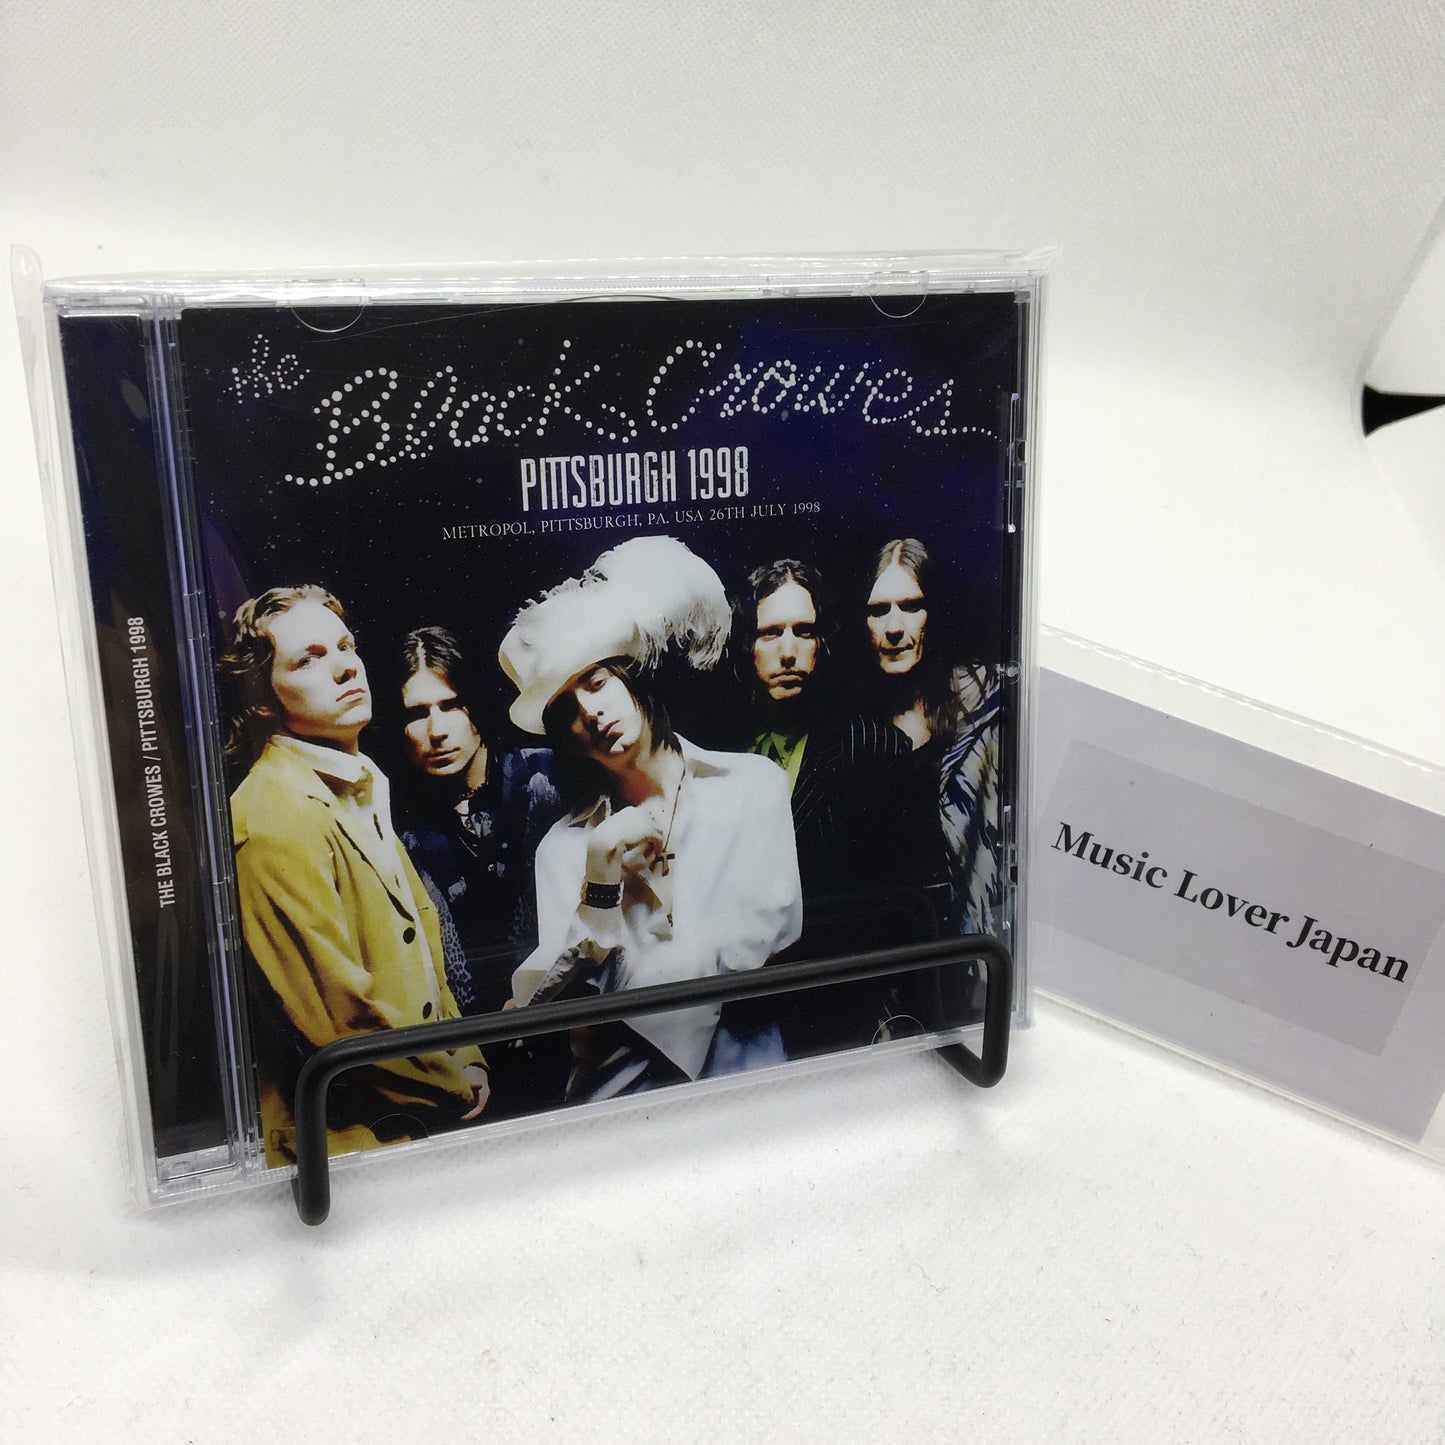 the Black Crowes
PITTSBURGH 1998
METROPOL, PITTSBURGH, PA. USA 26TH JULY 1998
THE BLACK CROWES / PITTSBURGH 1998
Music Lover Japan